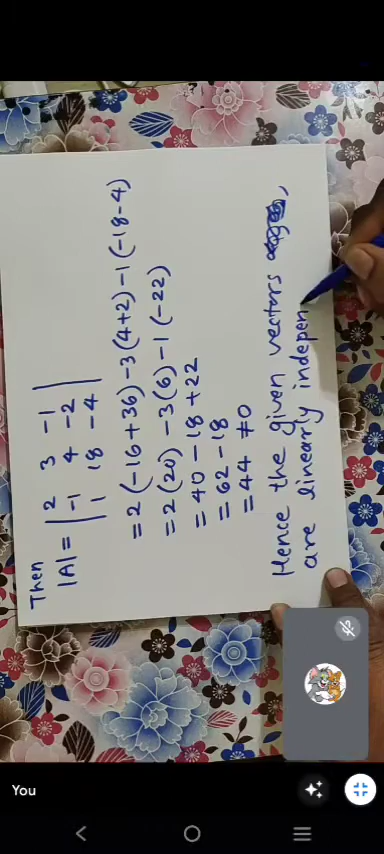 Then
|A| = | 2 3 -1 |
| -1 4 -2 |
| 1 18 -4 |
= 2 (-16 + 36) - 3 (4+2) - 1 (-18 - 4)
= 2 (20) - 3 (6) - 1 (-22)
= 40 - 18 + 22
= 62 - 18
= 44 ≠ 0
Hence the given vectors
are linearly indepen
You